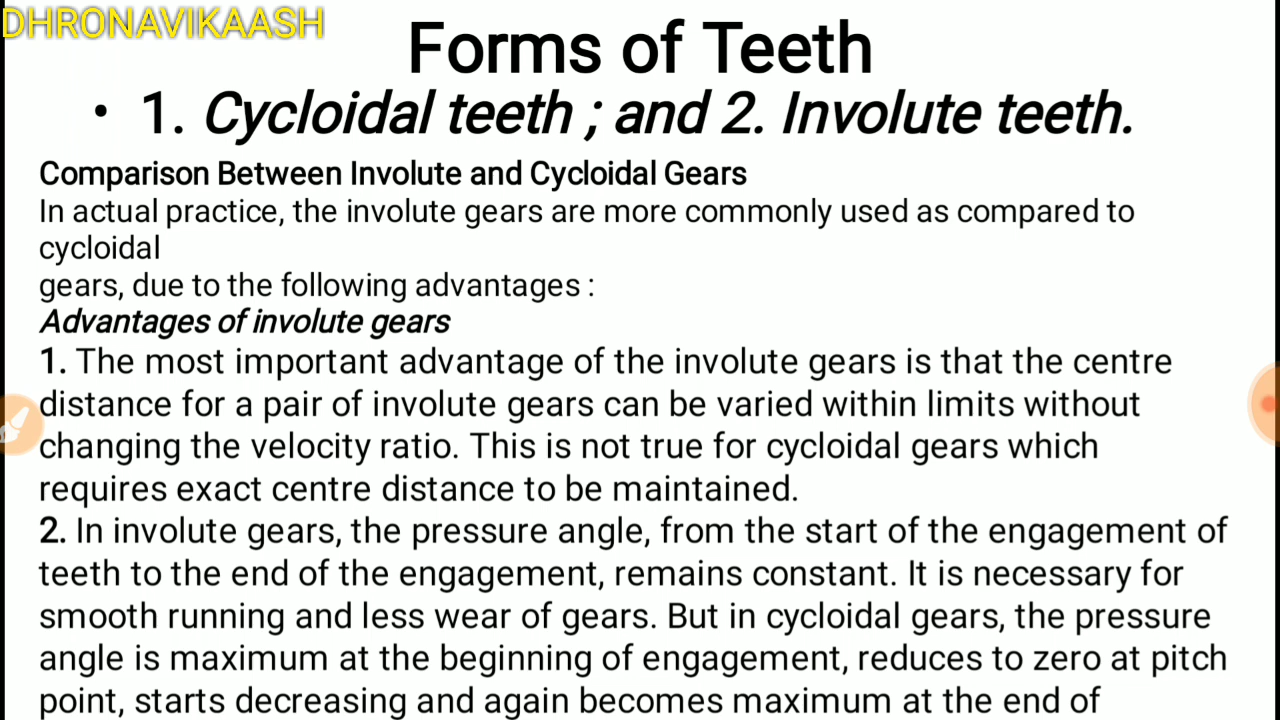 DHRONAVIKAASH
Forms of Teeth
• 1. Cycloidal teeth ; and 2. Involute teeth.
Comparison Between Involute and Cycloidal Gears
In actual practice, the involute gears are more commonly used as compared to
cycloidal
gears, due to the following advantages :
Advantages of involute gears
1. The most important advantage of the involute gears is that the centre
distance for a pair of involute gears can be varied within limits without
changing the velocity ratio. This is not true for cycloidal gears which
requires exact centre distance to be maintained.
2. In involute gears, the pressure angle, from the start of the engagement of
teeth to the end of the engagement, remains constant. It is necessary for
smooth running and less wear of gears. But in cycloidal gears, the pressure
angle is maximum at the beginning of engagement, reduces to zero at pitch
point, starts decreasing and again becomes maximum at the end of